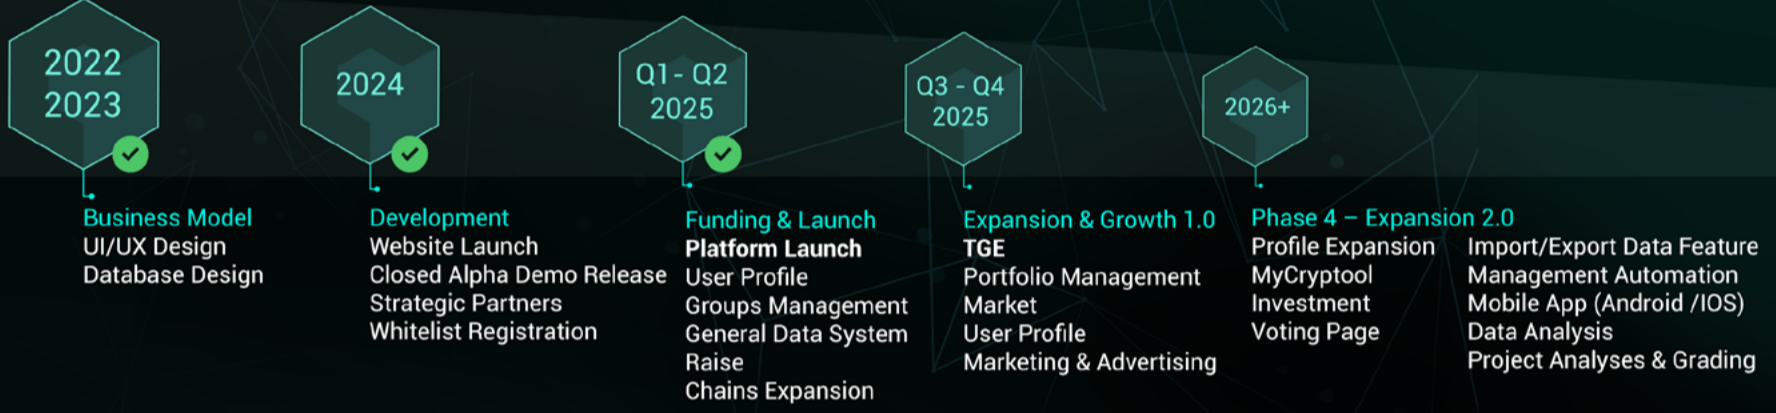 2022
2023
Business Model
UI/UX Design
Database Design
2024
Development
Website Launch
Closed Alpha Demo Release
Strategic Partners
Whitelist Registration
Q1- Q2
2025
Funding & Launch
Platform Launch
User Profile
Groups Management
General Data System
Raise
Chains Expansion
Q3 - Q4
2025
Expansion & Growth 1.0
TGE
Portfolio Management
Market
User Profile
Marketing & Advertising
2026+
Phase 4 – Expansion 2.0
Profile Expansion
MyCryptool
Investment
Voting Page
Import/Export Data Feature
Management Automation
Mobile App (Android /IOS)
Data Analysis
Project Analyses & Grading